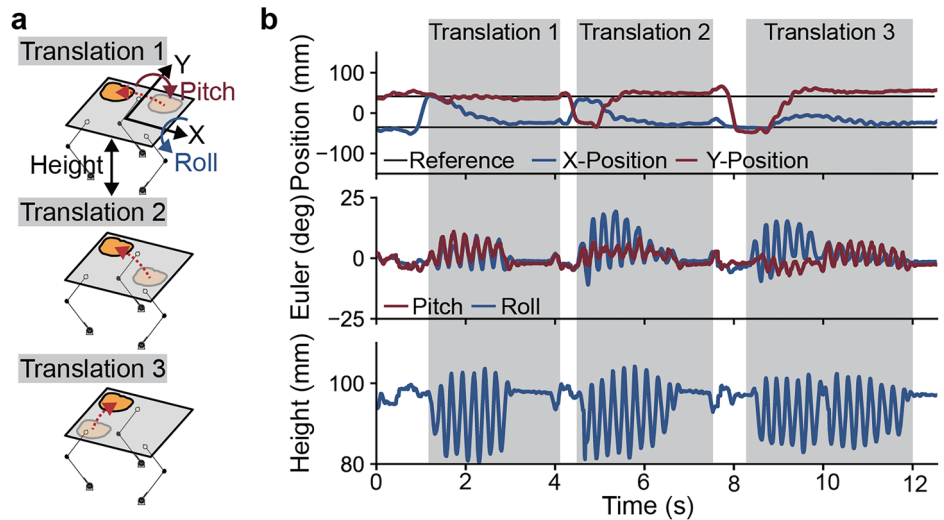 a
Translation 1
Y
Pitch
X
Height
Roll
Translation 2
Translation 3
b
Translation 1 Translation 2 Translation 3
Position (mm)
100
0
−100
Reference X-Position Y-Position
Euler (deg)
25
0
−25
Pitch Roll
Height (mm)
100
80
0 2 4 6 8 10 12
Time (s)